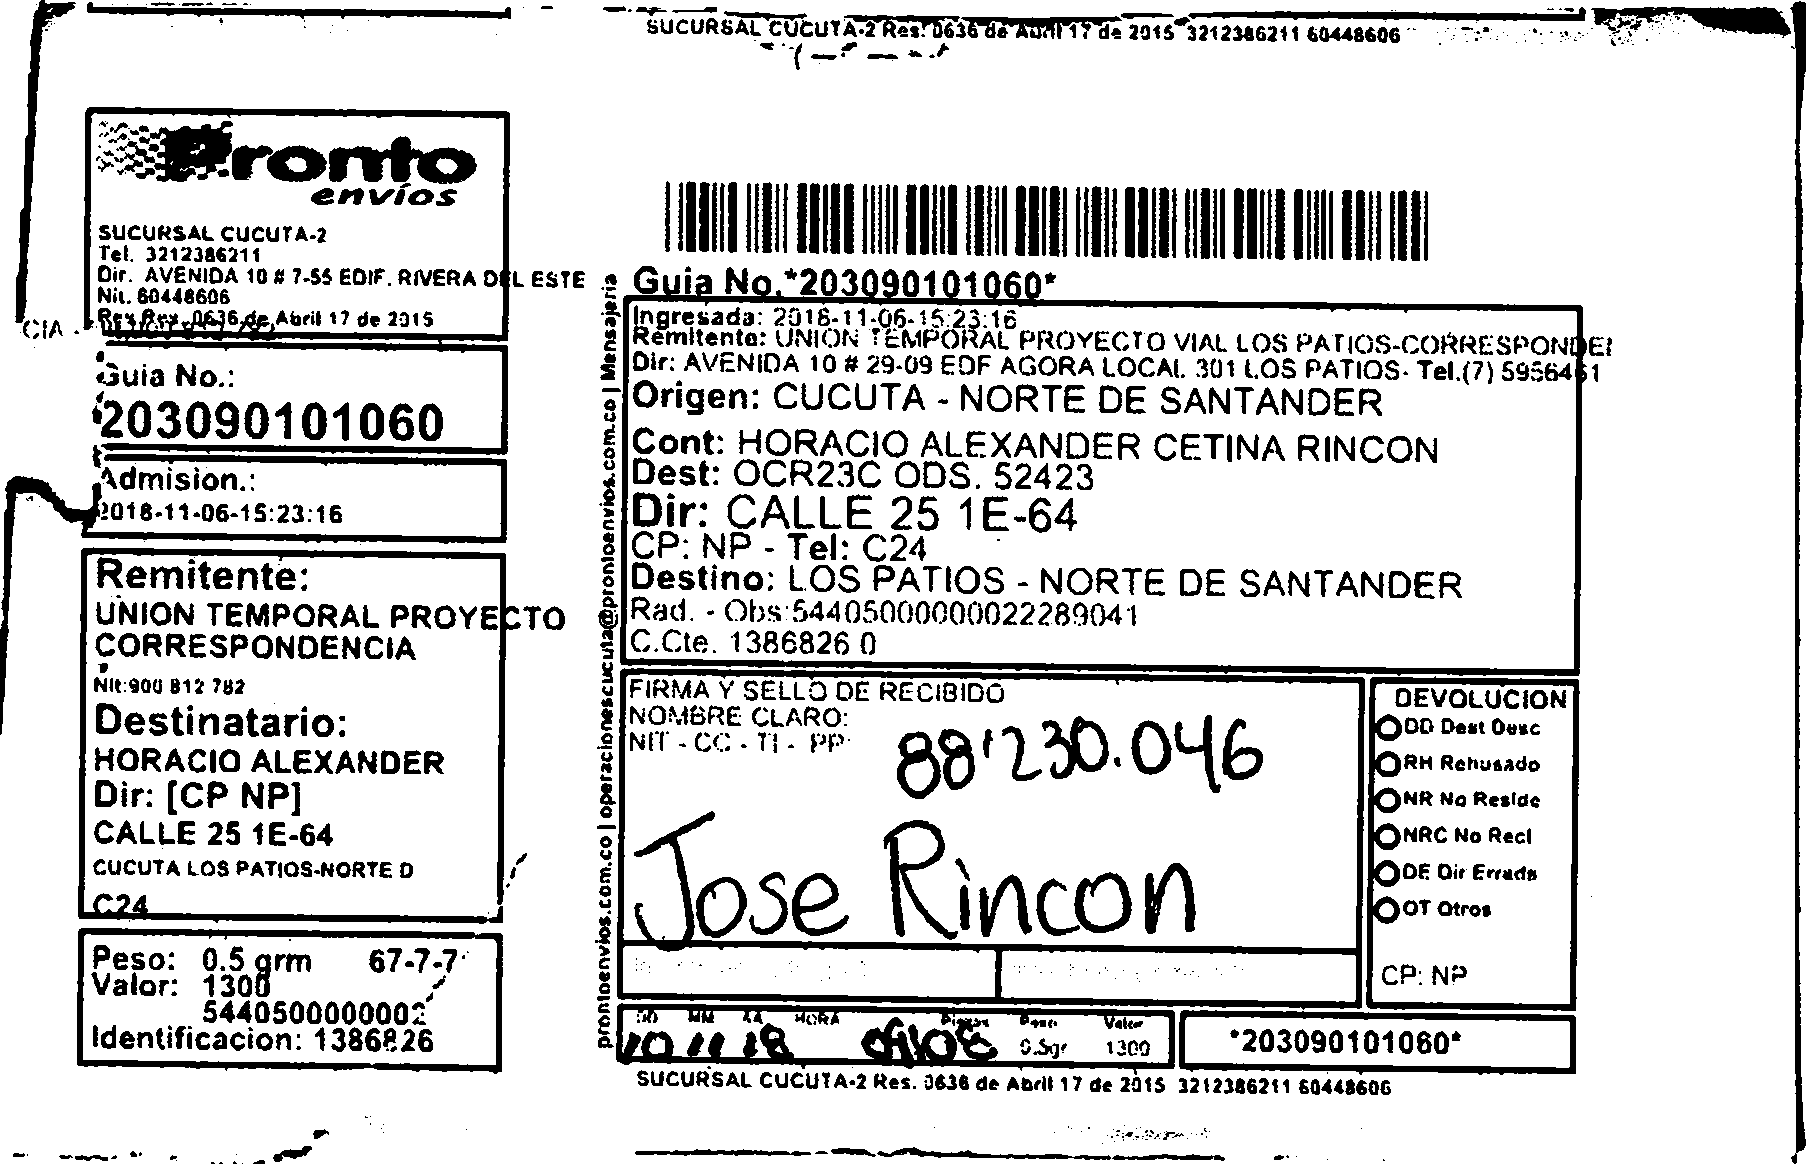 SUCURSAL CUCUTA-2 Res. 0636 de Abril 17 de 2015 3212386211 60448606
Pronto
envíos
SUCURSAL CUCUTA-2
Tel. 3212386211
Dir. AVENIDA 10 # 7-55 EDIF. RIVERA DEL ESTE
Nit. 60448606
Res Res. 0636 de Abril 17 de 2015
CIA -
Guia No.:
203090101060
Admision.:
2018-11-06-15:23:16
Remitente:
UNION TEMPORAL PROYECTO
CORRESPONDENCIA
Nit:900 812 782
Destinatario:
HORACIO ALEXANDER
Dir: [CP NP]
CALLE 25 1E-64
CUCUTA LOS PATIOS-NORTE D
C24
Peso: 0.5 grm 67-7-7
Valor: 1300
5440500000002
Identificacion: 1386826
prontoenvios.com.co | operacionescucuta@prontoenvios.com.co | Mensajeria
Guia No.*203090101060*
Ingresada: 2018-11-06-15:23:16
Remitente: UNION TEMPORAL PROYECTO VIAL LOS PATIOS-CORRESPONDEI
Dir: AVENIDA 10 # 29-09 EDF AGORA LOCAL 301 LOS PATIOS- Tel.(7) 5956461
Origen: CUCUTA - NORTE DE SANTANDER
Cont: HORACIO ALEXANDER CETINA RINCON
Dest: OCR23C ODS. 52423
Dir: CALLE 25 1E-64
CP: NP - Tel: C24
Destino: LOS PATIOS - NORTE DE SANTANDER
Rad. - Obs:54405000000022289041
C.Cte. 1386826 0
FIRMA Y SELLO DE RECIBIDO
NOMBRE CLARO:
NIT - CC - TI - PP:
88'230.046
Jose Rincon
DEVOLUCION
DD Dest Desc
RH Rehusado
NR No Reside
NRC No Recl
DE Dir Errada
OT Otros
CP: NP
DD MM AA HORA Piezas Peso Valor
10 11 18 0.5gr 1300
*203090101060*
SUCURSAL CUCUTA-2 Res. 0636 de Abril 17 de 2015 3212386211 60448606